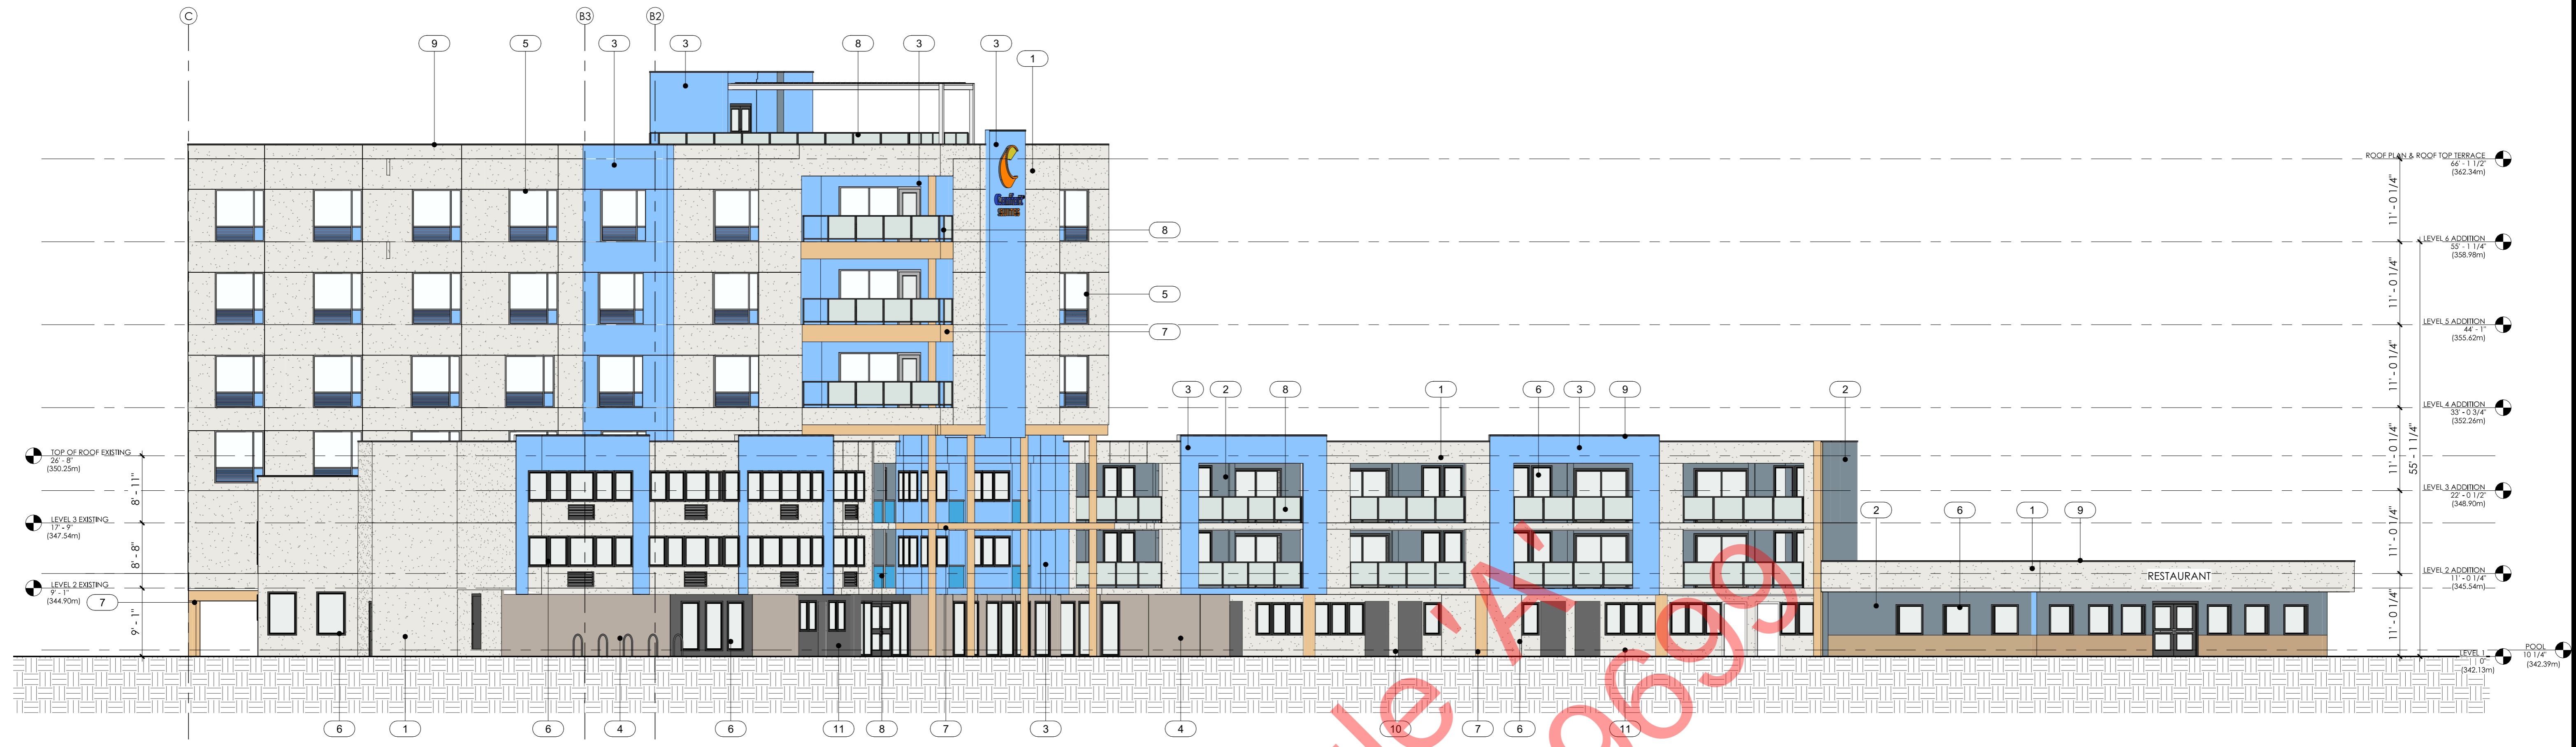 C
B3
B2
9
5
3
3
8
3
3
1
ROOF PLAN & ROOF TOP TERRACE
66' - 1 1/2"
(362.34m)
11' - 0 1/4"
Comfort
SUITES
8
LEVEL 6 ADDITION
55' - 1 1/4"
(358.98m)
11' - 0 1/4"
5
7
LEVEL 5 ADDITION
44' - 1"
(355.62m)
11' - 0 1/4"
3
2
8
1
6
3
9
2
LEVEL 4 ADDITION
33' - 0 3/4"
(352.26m)
11' - 0 1/4"
55' - 1 1/4"
TOP OF ROOF EXISTING
26' - 8"
(350.25m)
8' - 11"
LEVEL 3 ADDITION
22' - 0 1/2"
(348.90m)
11' - 0 1/4"
2
6
1
9
LEVEL 3 EXISTING
17' - 9"
(347.54m)
8' - 8"
LEVEL 2 ADDITION
11' - 0 1/4"
(345.54m)
11' - 0 1/4"
RESTAURANT
LEVEL 2 EXISTING
9' - 1"
(344.90m)
7
9' - 1"
POOL
10 1/4"
(342.39m)
LEVEL 1
0"
(342.13m)
6
1
6
4
6
11
8
7
3
4
10
7
6
11
le 'A'
9699